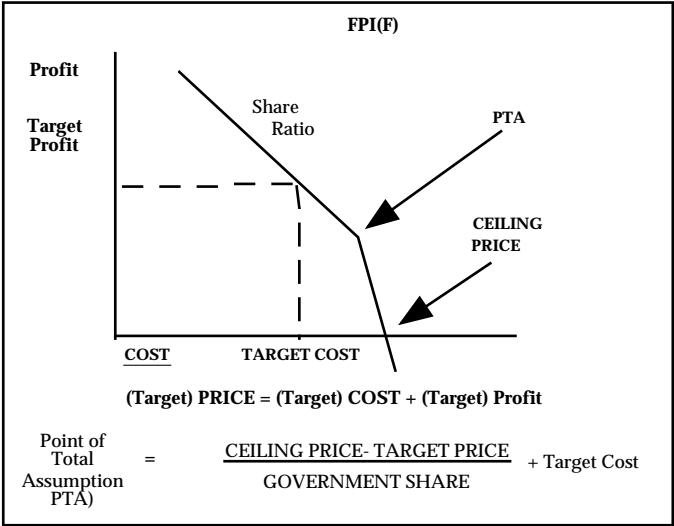 FPI(F)
Profit
Share
Ratio
Target
Profit
PTA
CEILING
PRICE
COST
TARGET COST
(Target) PRICE = (Target) COST + (Target) Profit
Point of
Total
Assumption
PTA)
=
CEILING PRICE- TARGET PRICE
GOVERNMENT SHARE
+ Target Cost